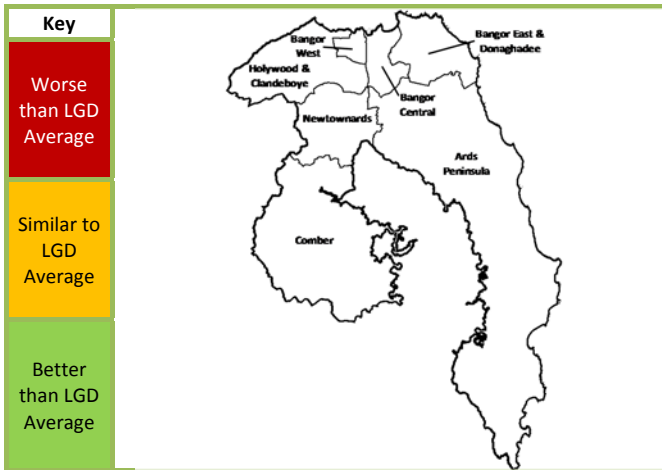 Key
Worse
than LGD
Average
Similar to
LGD
Average
Better
than LGD
Average
Bangor
West
Bangor East &
Donaghadee
Holywood &
Clandeboye
Bangor
Central
Newtownards
Ards
Peninsula
Comber